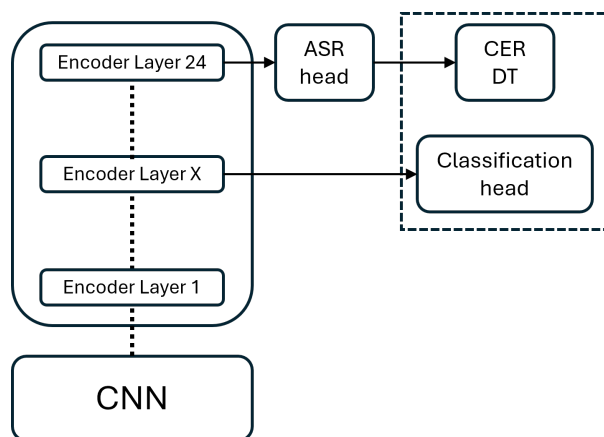 Encoder Layer 24
ASR
head
CER
DT
Encoder Layer X
Classification
head
Encoder Layer 1
CNN